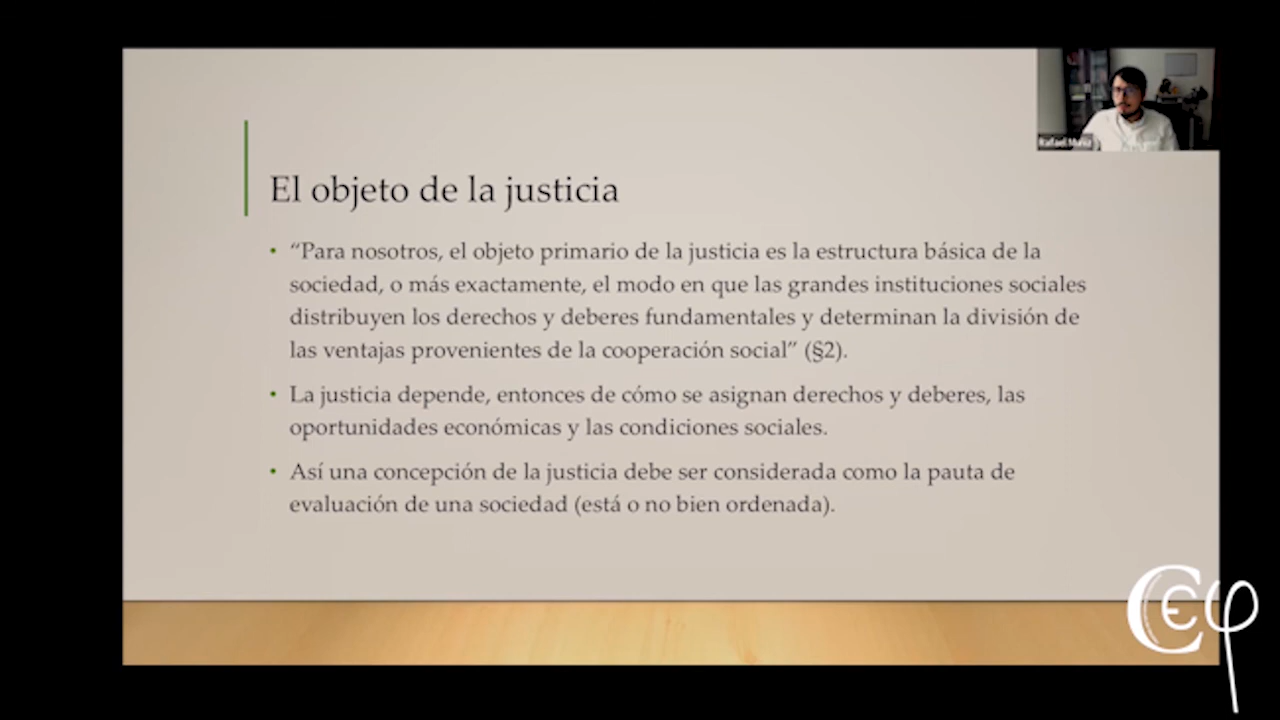 El objeto de la justicia
• “Para nosotros, el objeto primario de la justicia es la estructura básica de la
sociedad, o más exactamente, el modo en que las grandes instituciones sociales
distribuyen los derechos y deberes fundamentales y determinan la división de
las ventajas provenientes de la cooperación social” (§2).
• La justicia depende, entonces de cómo se asignan derechos y deberes, las
oportunidades económicas y las condiciones sociales.
• Así una concepción de la justicia debe ser considerada como la pauta de
evaluación de una sociedad (está o no bien ordenada).
Rafael